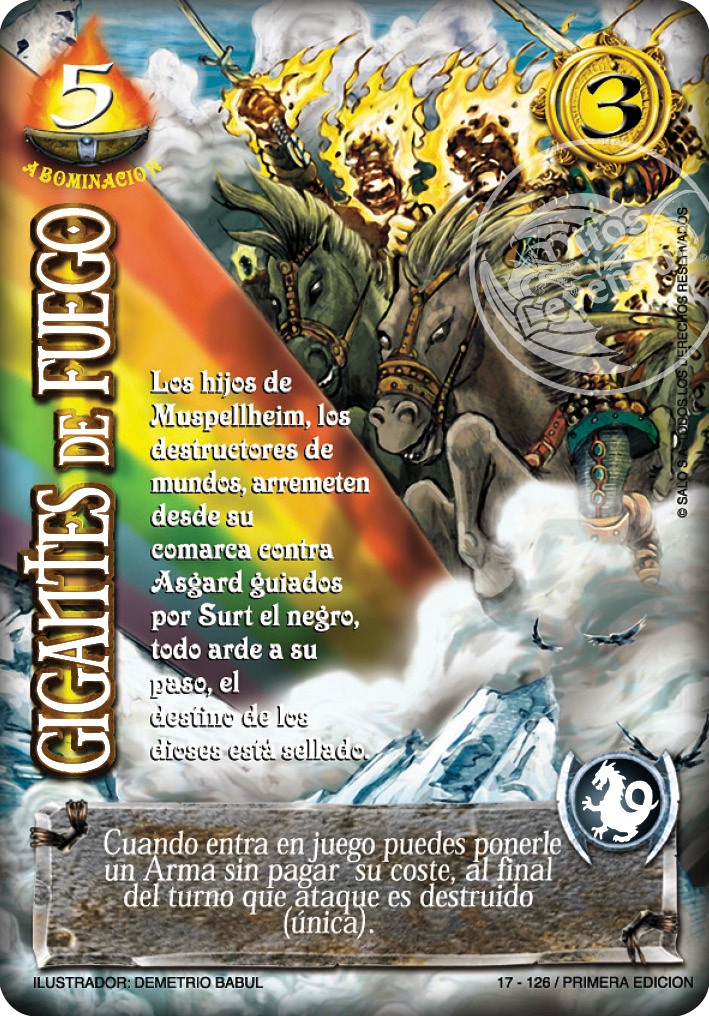 5
ABOMINACION
3
GIGANTES DE FUEGO
Mitos
Leyendas
© SALO S.A. TODOS LOS DERECHOS RESERVADOS
Los hijos de
Muspellheim, los
destructores de
mundos, arremeten
desde su
comarca contra
Asgard guiados
por Surt el negro,
todo arde a su
paso, el
destino de los
dioses está sellado.
Cuando entra en juego puedes ponerle
un Arma sin pagar su coste, al final
del turno que ataque es destruido
(única).
ILUSTRADOR: DEMETRIO BABUL
17 - 126 / PRIMERA EDICION